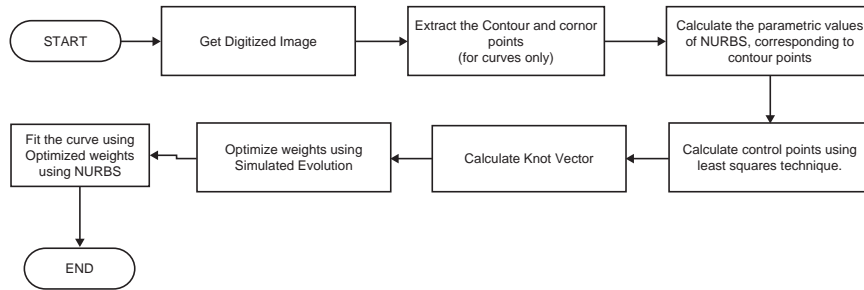 START
Get Digitized Image
Extract the Contour and cornor
points
(for curves only)
Calculate the parametric values
of NURBS, corresponding to
contour points
Calculate control points using
least squares technique.
Calculate Knot Vector
Optimize weights using
Simulated Evolution
Fit the curve using
Optimized weights
using NURBS
END